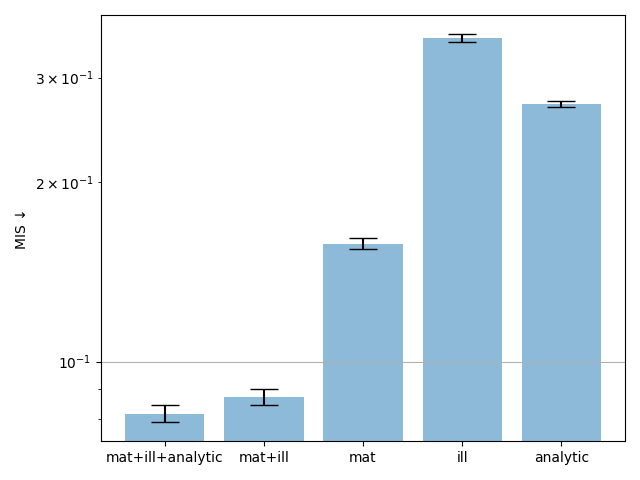 MIS ↓
3 × 10⁻¹
2 × 10⁻¹
10⁻¹
mat+ill+analytic mat+ill mat ill analytic